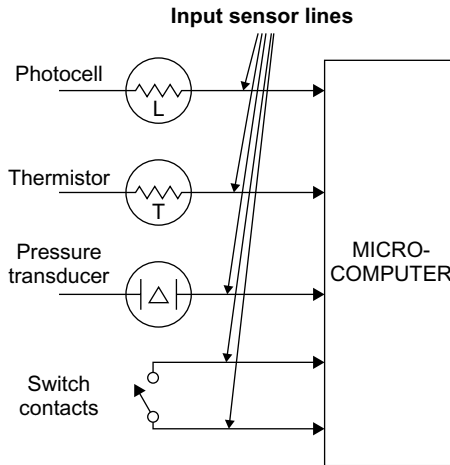 Input sensor lines
Photocell
L
Thermistor
T
Pressure
transducer
MICRO-
COMPUTER
Switch
contacts